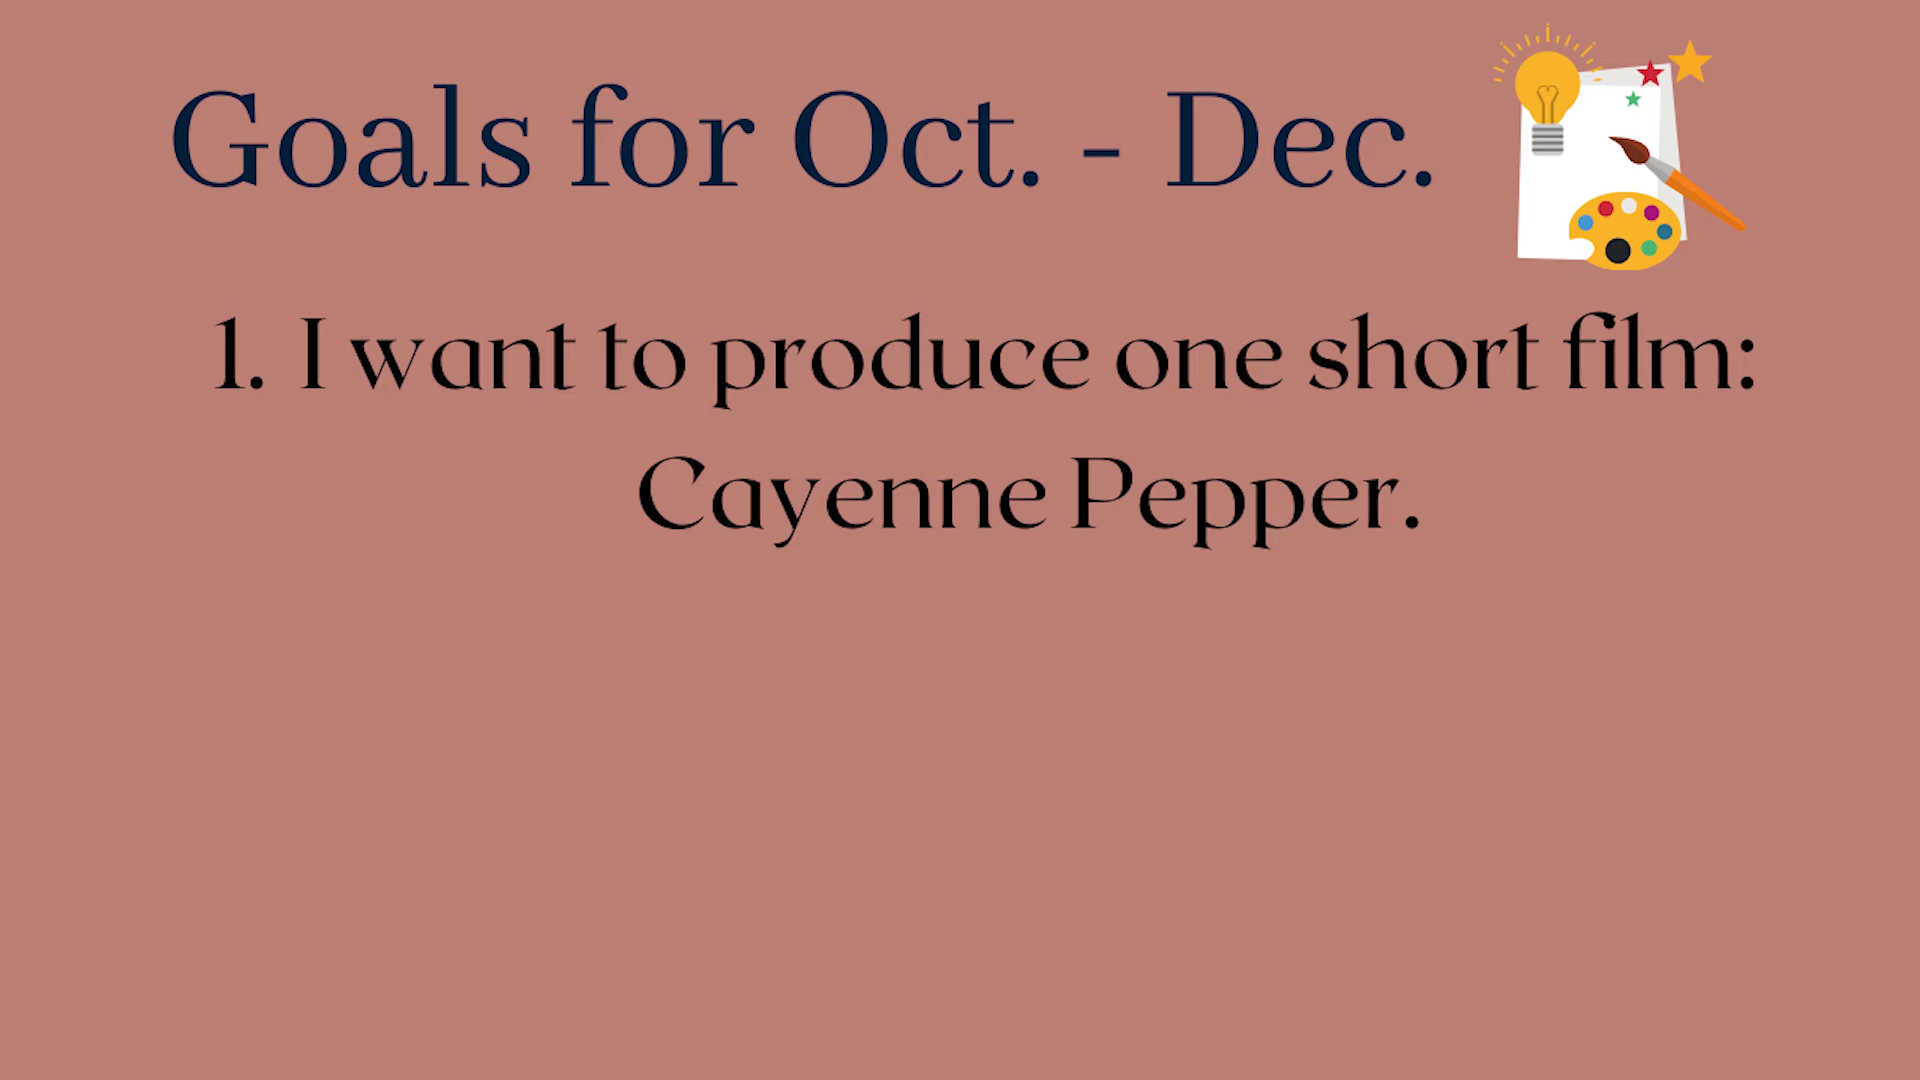 Goals for Oct. - Dec.
1. I want to produce one short film:
Cayenne Pepper.